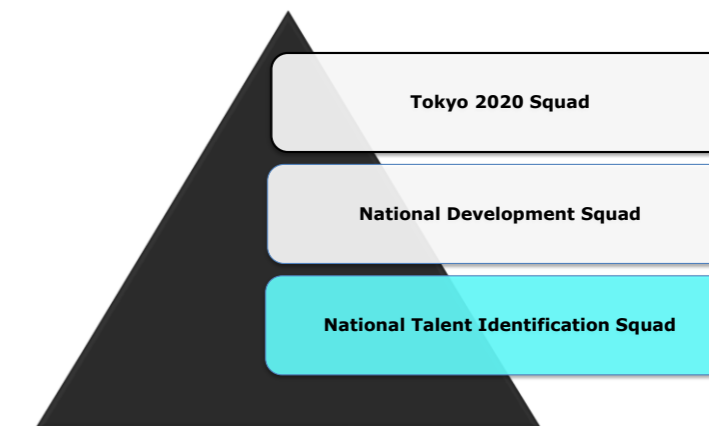 Tokyo 2020 Squad
National Development Squad
National Talent Identification Squad